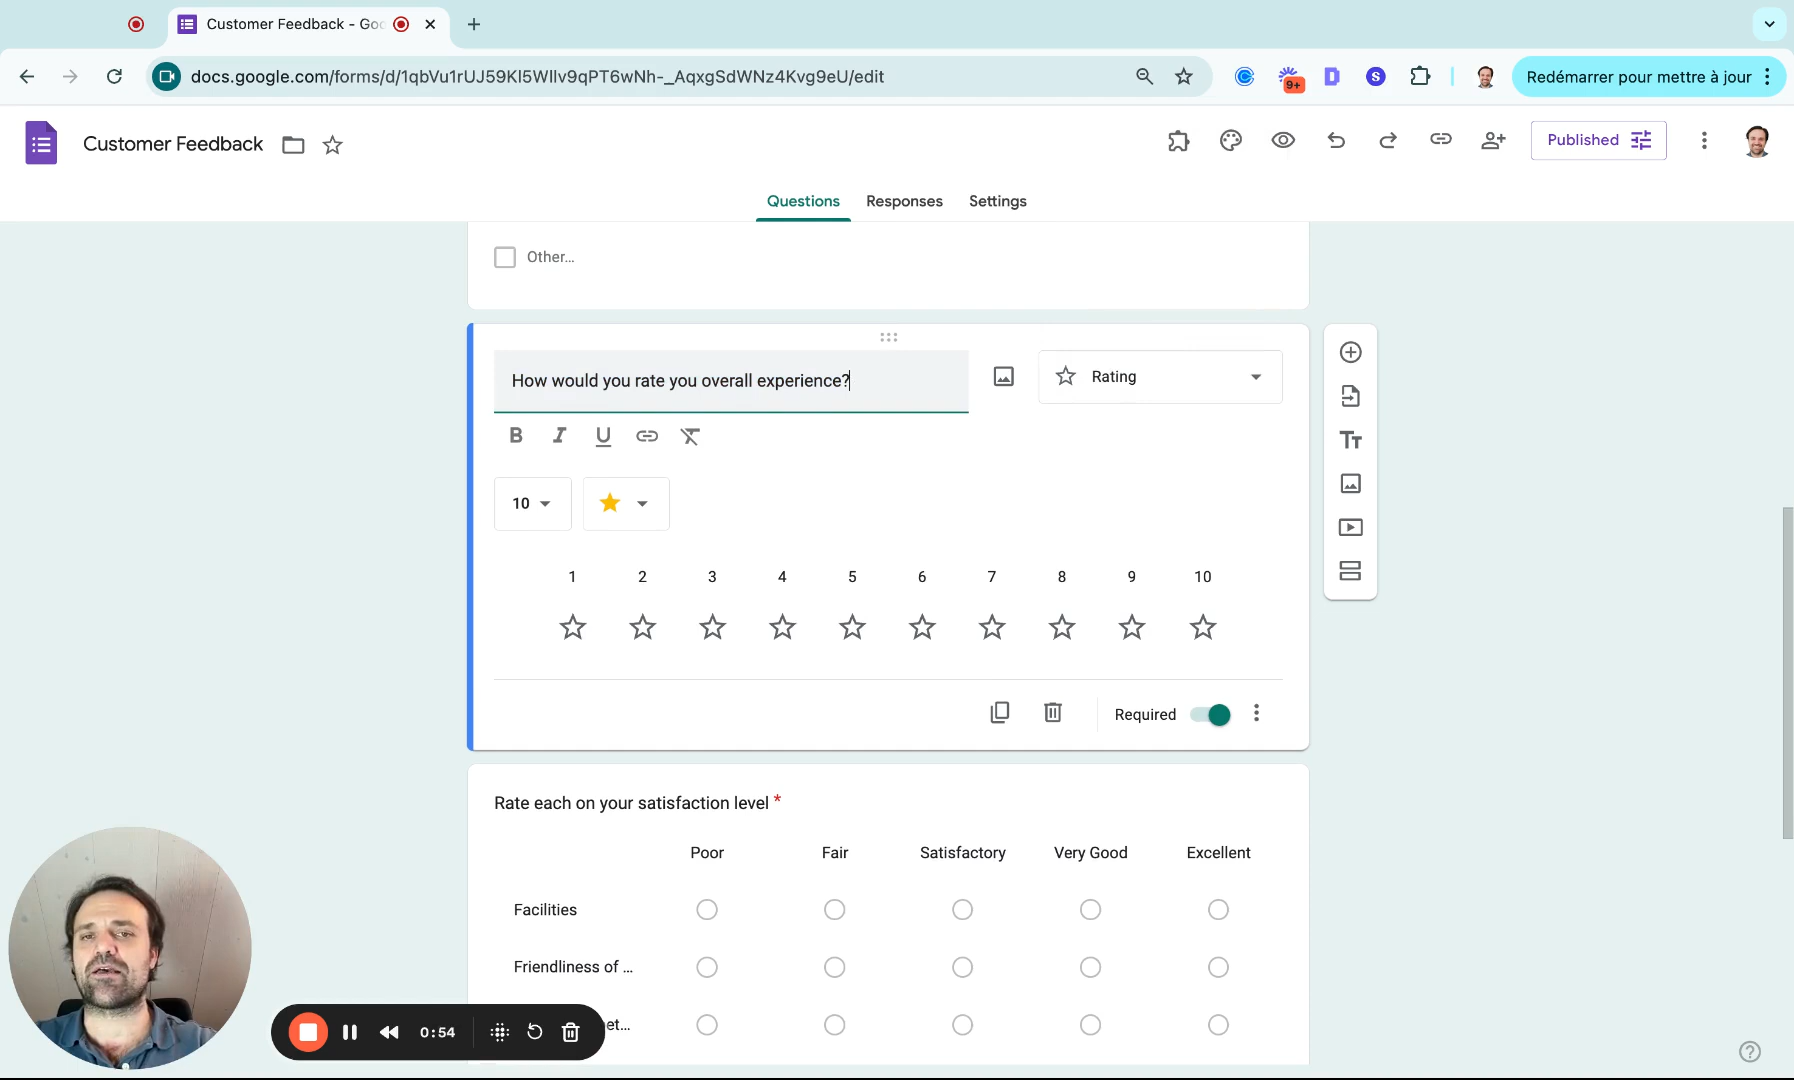 Customer Feedback - Goo
docs.google.com/forms/d/1qbVu1rUJ59KI5WIlv9qPT6wNh-_AqxgSdWNz4Kvg9eU/edit
9+
D
S
Redémarrer pour mettre à jour
Customer Feedback
Published
Questions
Responses
Settings
Other...
How would you rate you overall experience?
Rating
B I U
10
1 2 3 4 5 6 7 8 9 10
Required
Rate each on your satisfaction level *
Poor Fair Satisfactory Very Good Excellent
Facilities
Friendliness of ...
et...
0:54